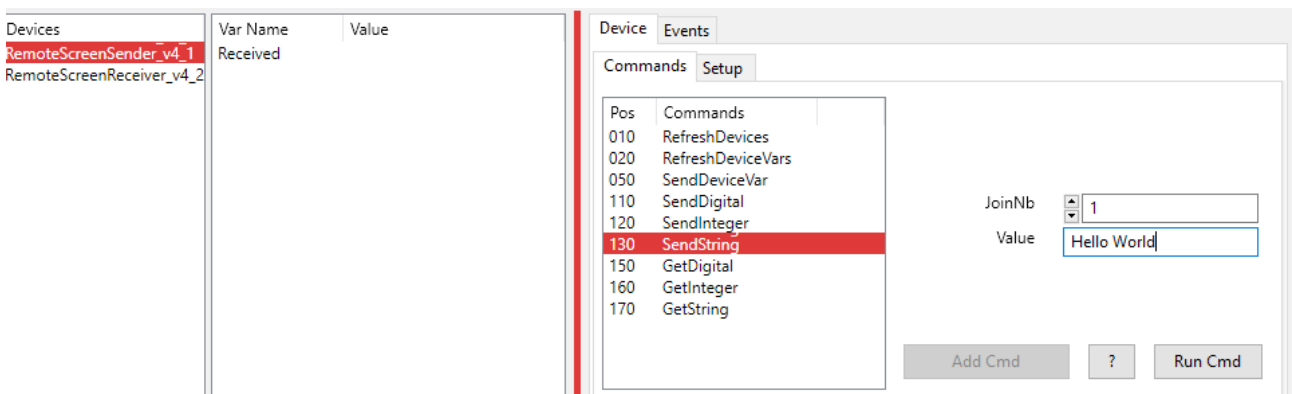 Devices
RemoteScreenSender_v4_1
RemoteScreenReceiver_v4_2
Var Name Value
Received
Device Events
Commands Setup
Pos Commands
010 RefreshDevices
020 RefreshDeviceVars
050 SendDeviceVar
110 SendDigital
120 SendInteger
130 SendString
150 GetDigital
160 GetInteger
170 GetString
JoinNb 1
Value Hello World
Add Cmd ? Run Cmd